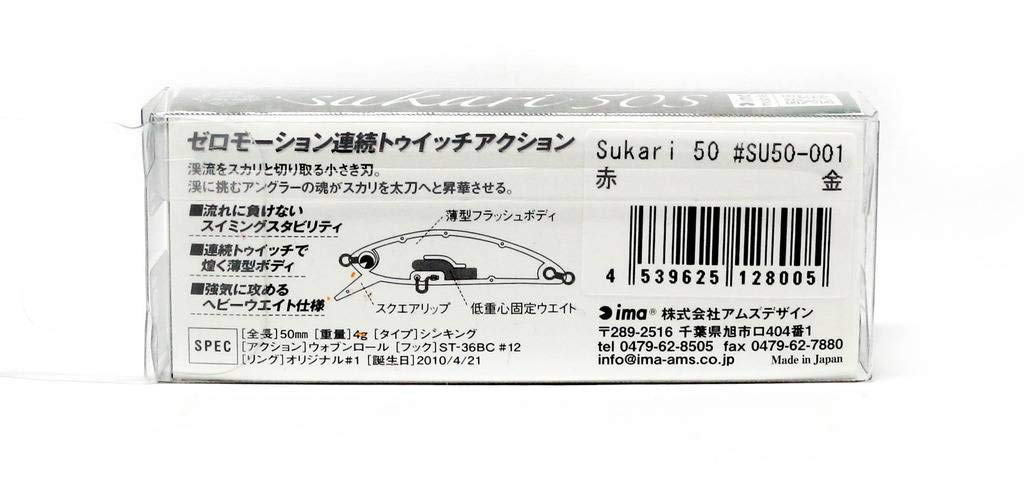 sukari 50S
ゼロモーション連続トゥイッチアクション
渓流をスカリと切り取る小さき刃。
渓に挑むアングラーの魂がスカリを太刀へと昇華させる。
■流れに負けない
スイミングスタビリティ
■連続トゥイッチで
煌く薄型ボディ
■強気に攻める
ヘビーウエイト仕様
薄型フラッシュボディ
スクエアリップ
低重心固定ウエイト
SPEC
[全長]50mm [重量]4g [タイプ]シンキング
[アクション]ウォブンロール [フック]ST-36BC #12
[リング]オリジナル#1 [誕生日]2010/4/21
Sukari 50 #SU50-001
赤 金
4 539625 128005
ima® 株式会社アムズデザイン
〒289-2516 千葉県旭市ロ404番1
tel 0479-62-8505 fax 0479-62-7880
info@ima-ams.co.jp Made in Japan